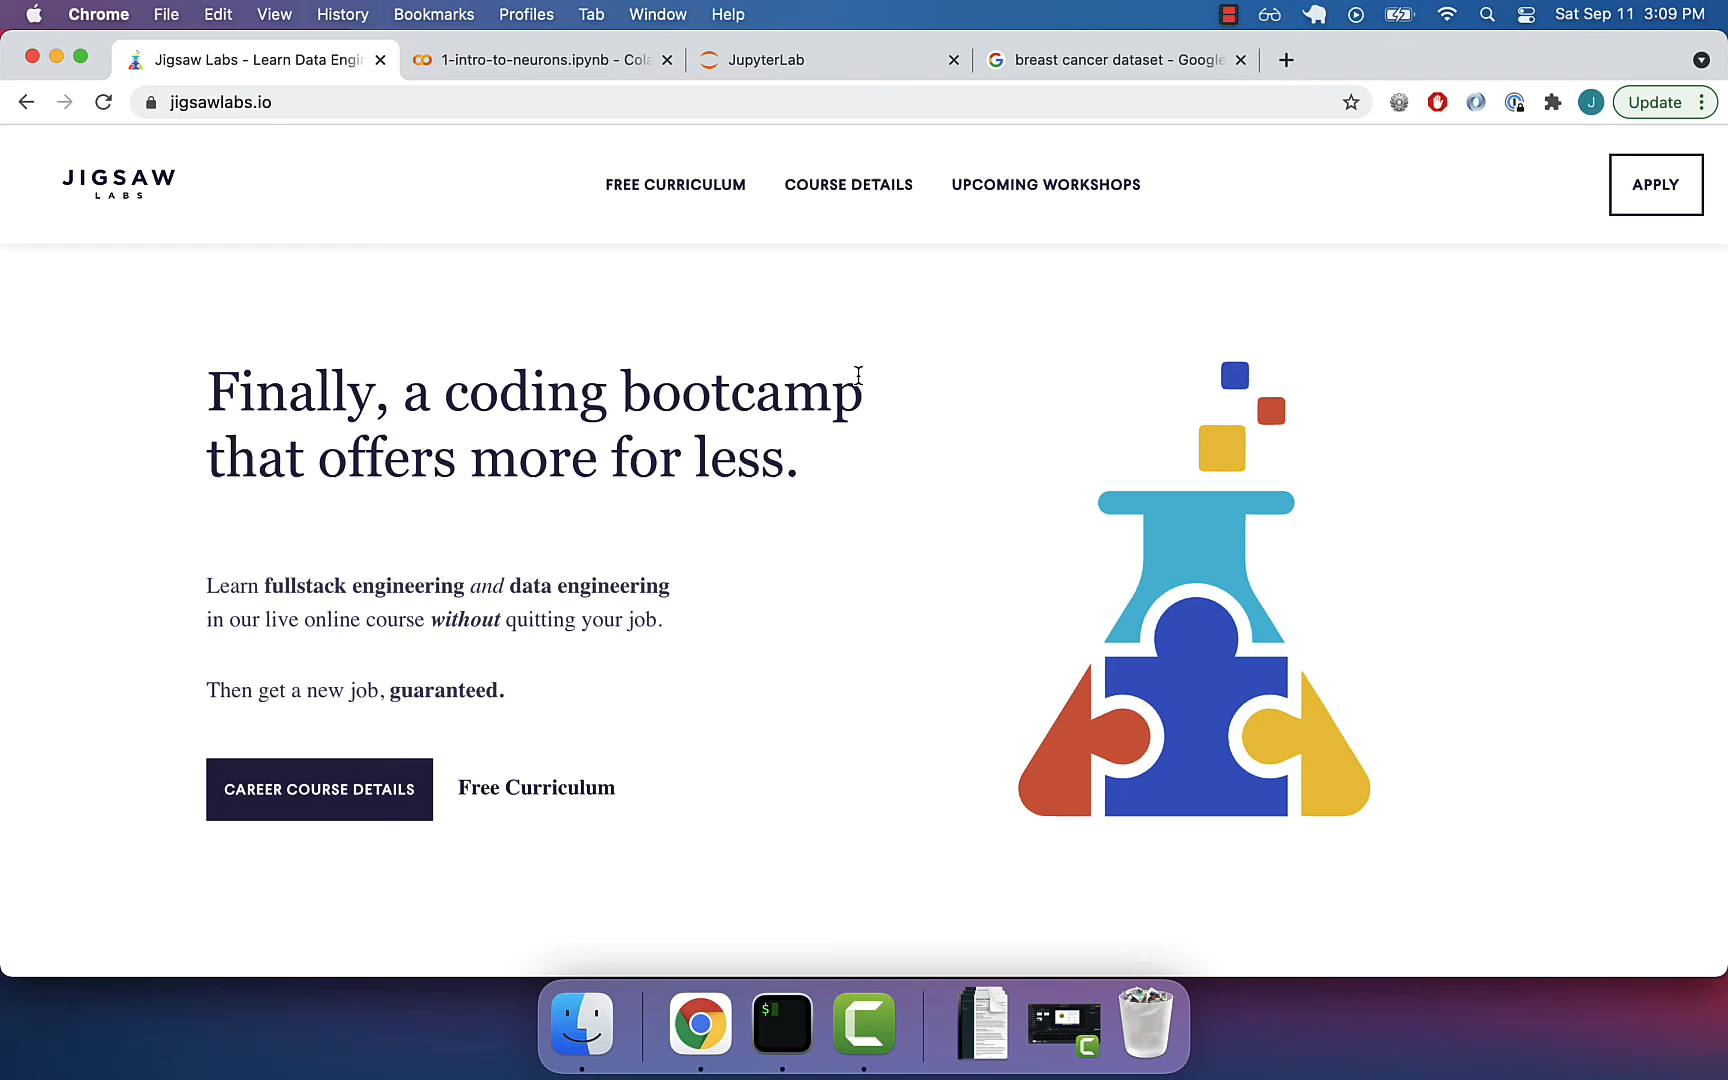 Chrome File Edit View History Bookmarks Profiles Tab Window Help Sat Sep 11 3:09 PM
Jigsaw Labs - Learn Data Engi 1-intro-to-neurons.ipynb - Cola JupyterLab breast cancer dataset - Google
jigsawlabs.io J Update
JIGSAW
LABS
FREE CURRICULUM COURSE DETAILS UPCOMING WORKSHOPS APPLY
Finally, a coding bootcamp
that offers more for less.
Learn fullstack engineering and data engineering
in our live online course without quitting your job.
Then get a new job, guaranteed.
CAREER COURSE DETAILS Free Curriculum
$